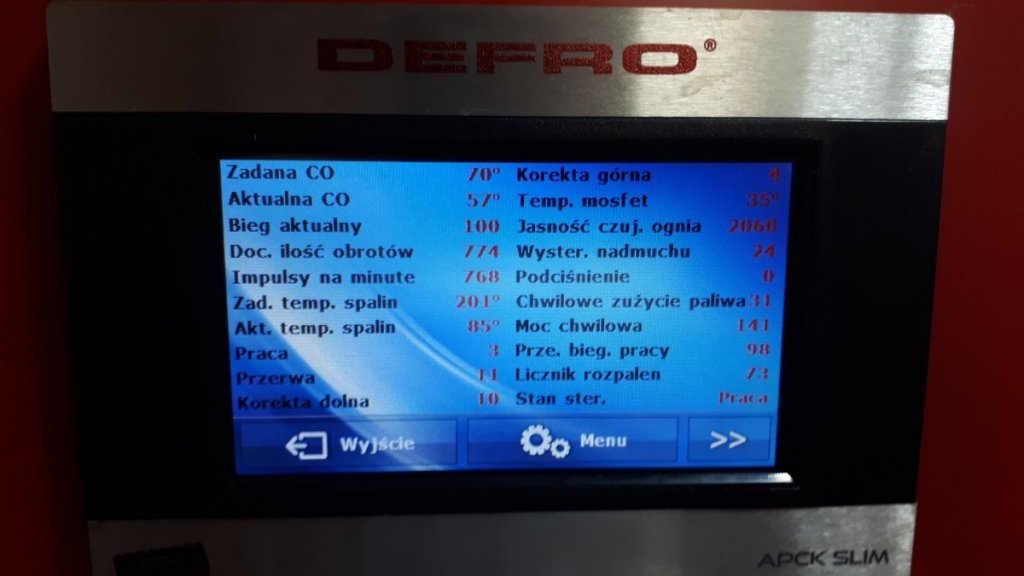 DEFRO®
Zadana CO 70° Korekta górna 4
Aktualna CO 57° Temp. mosfet 35°
Bieg aktualny 100 Jasność czuj. ognia 2060
Doc. ilość obrotów 774 Wyster. nadmuchu 24
Impulsy na minute 768 Podciśnienie 0
Zad. temp. spalin 201° Chwilowe zużycie paliwa 31
Akt. temp. spalin 85° Moc chwilowa 141
Praca 3 Prze. bieg. pracy 98
Przerwa 11 Licznik rozpalen 73
Korekta dolna 10 Stan ster. Praca
Wyjście Menu >>
APCK SLIM